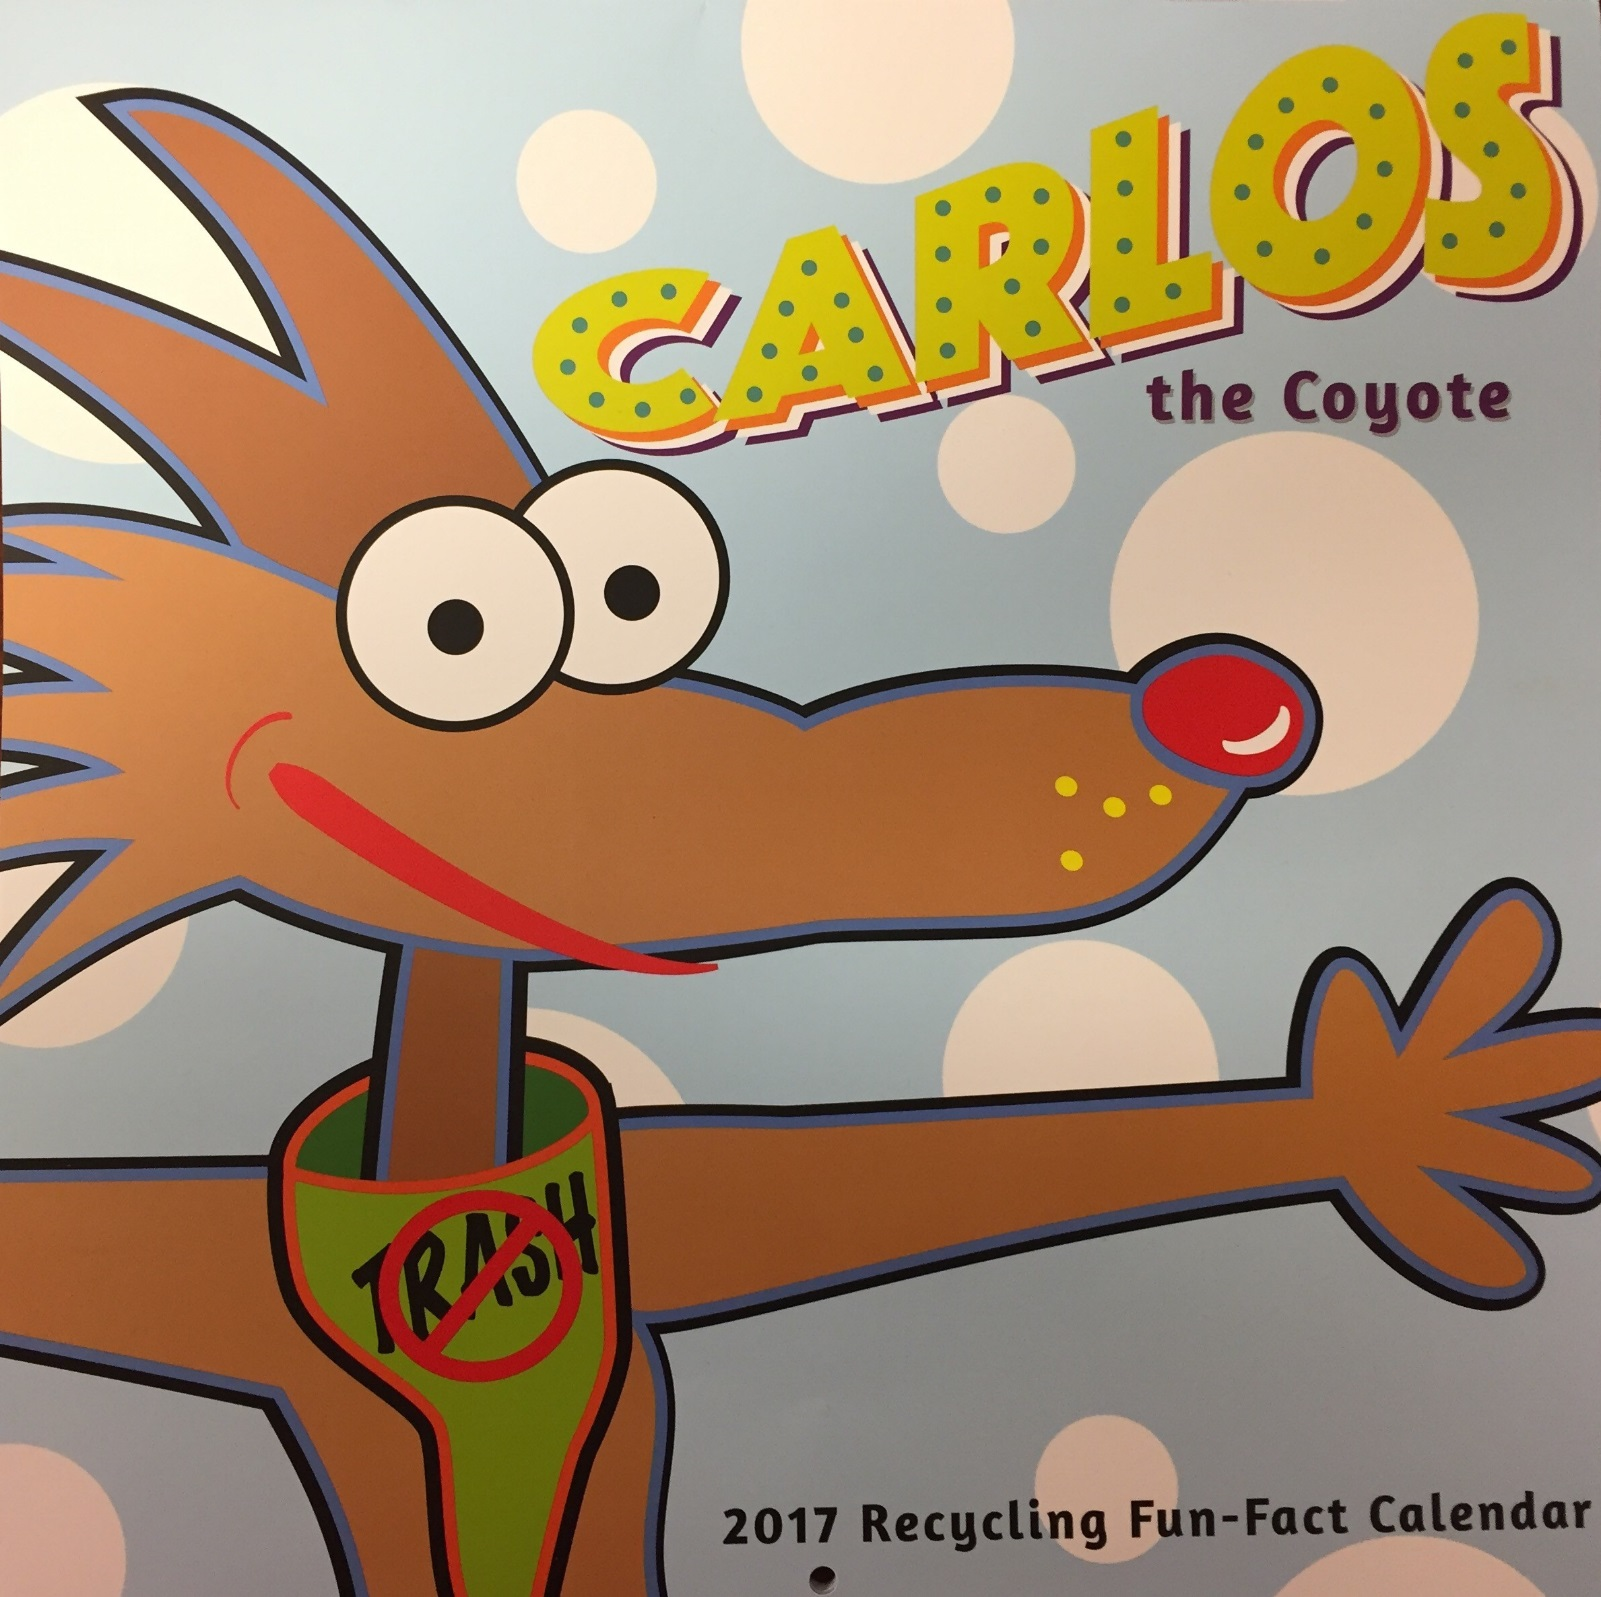 CARLOS
the Coyote
TRASH
2017 Recycling Fun-Fact Calendar